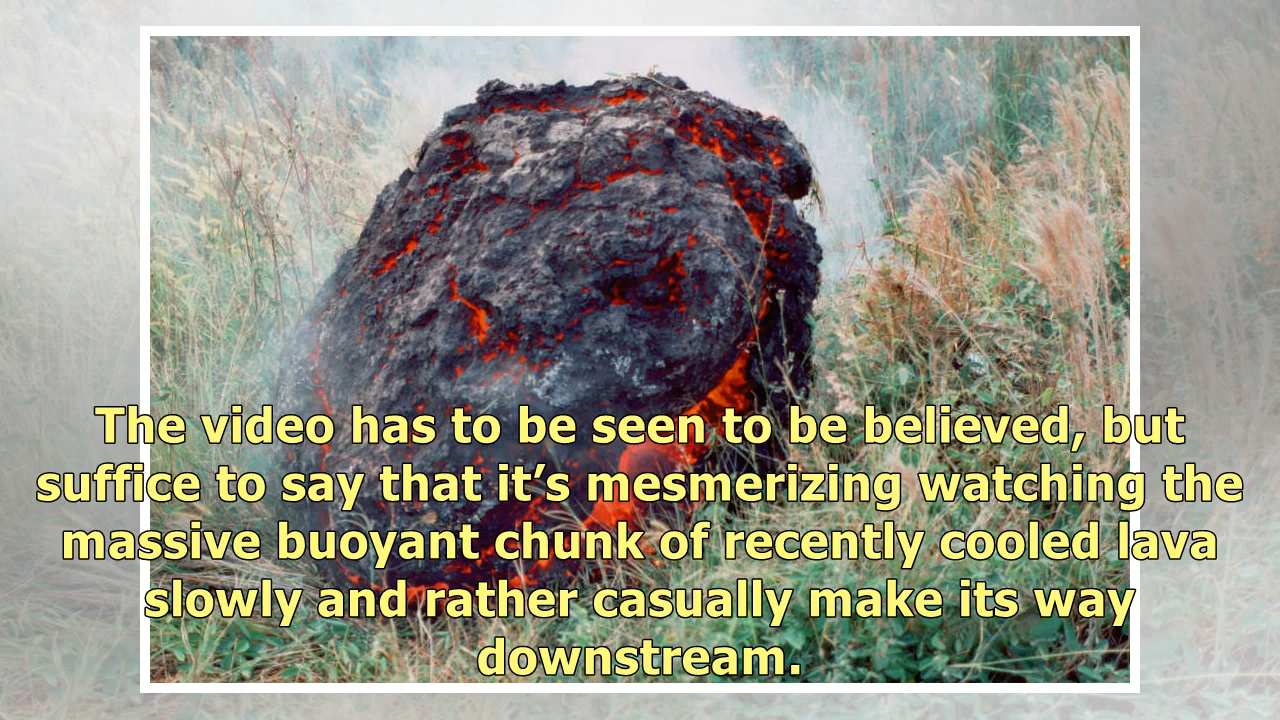 The video has to be seen to be believed, but
suffice to say that it’s mesmerizing watching the
massive buoyant chunk of recently cooled lava
slowly and rather casually make its way
downstream.